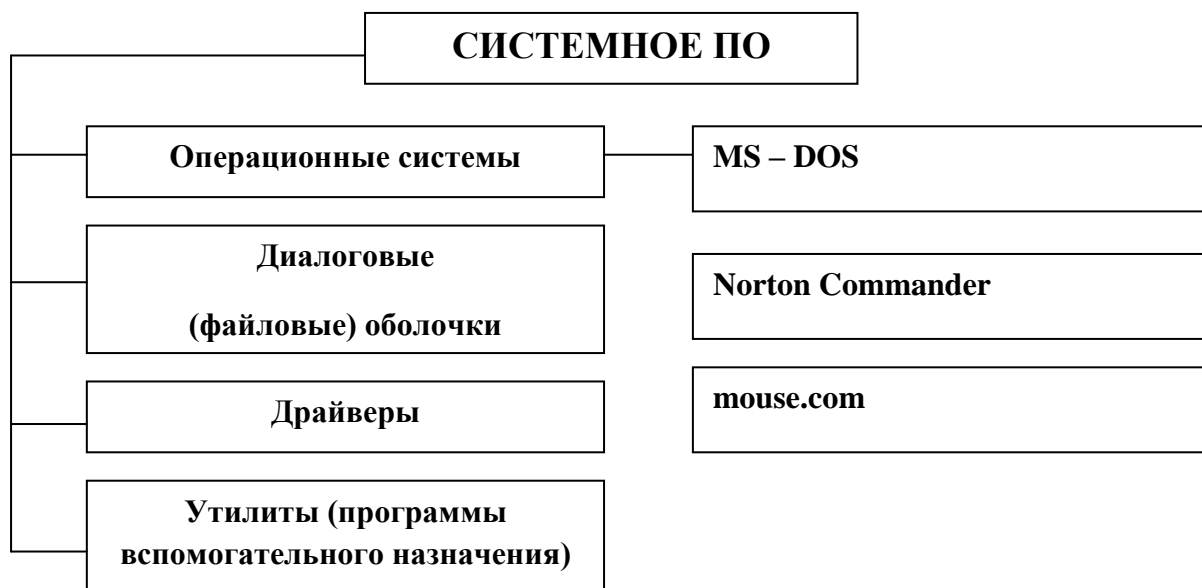 СИСТЕМНОЕ ПО
Операционные системы
MS – DOS
Диалоговые
(файловые) оболочки
Norton Commander
Драйверы
mouse.com
Утилиты (программы
вспомогательного назначения)